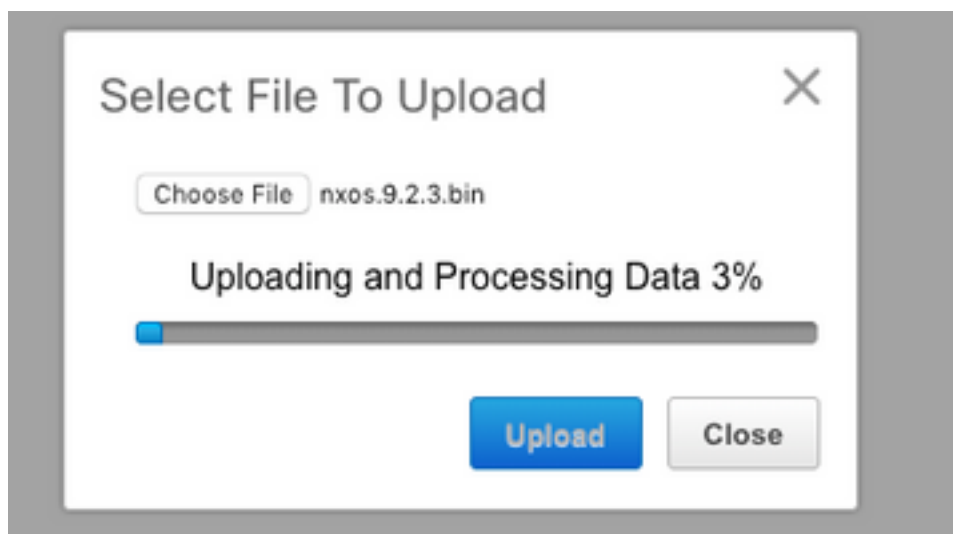 Select File To Upload
Choose File nxos.9.2.3.bin
Uploading and Processing Data 3%
Upload Close